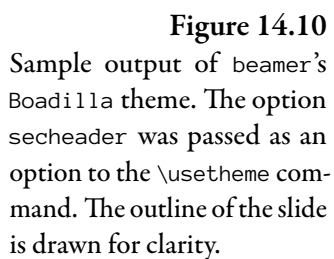 Figure 14.10
Sample output of beamer's
Boadilla theme. The option
secheader was passed as an
option to the \usetheme com-
mand. The outline of the slide
is drawn for clarity.